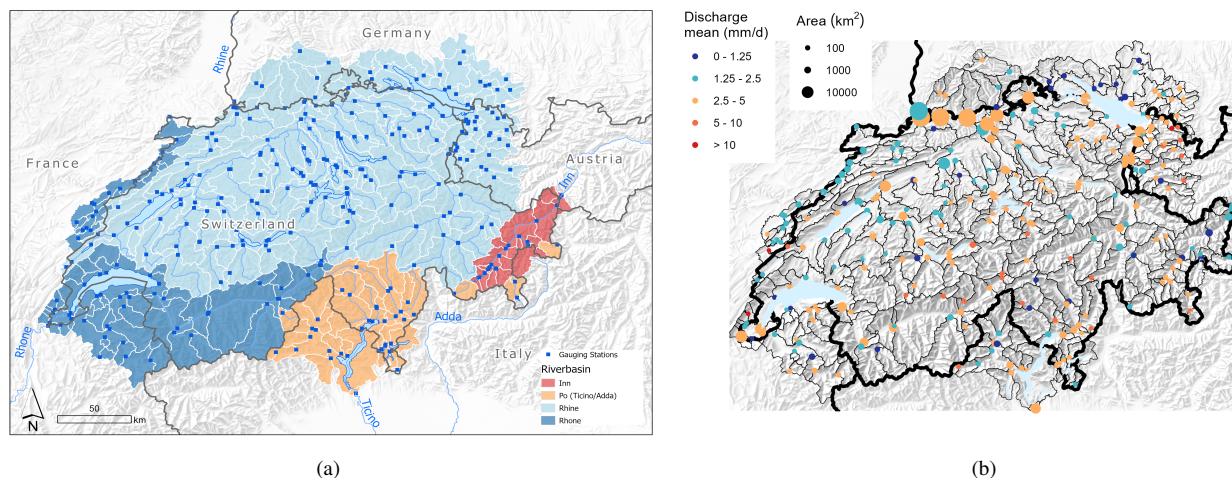 Germany
Rhine
France
Austria
Inn
Switzerland
Adda
Rhone
Italy
Ticino
50
km
N
Gauging Stations
Riverbasin
Inn
Po (Ticino/Adda)
Rhine
Rhone
(a)
Discharge
mean (mm/d)
0 - 1.25
1.25 - 2.5
2.5 - 5
5 - 10
> 10
Area (km²)
100
1000
10000
(b)